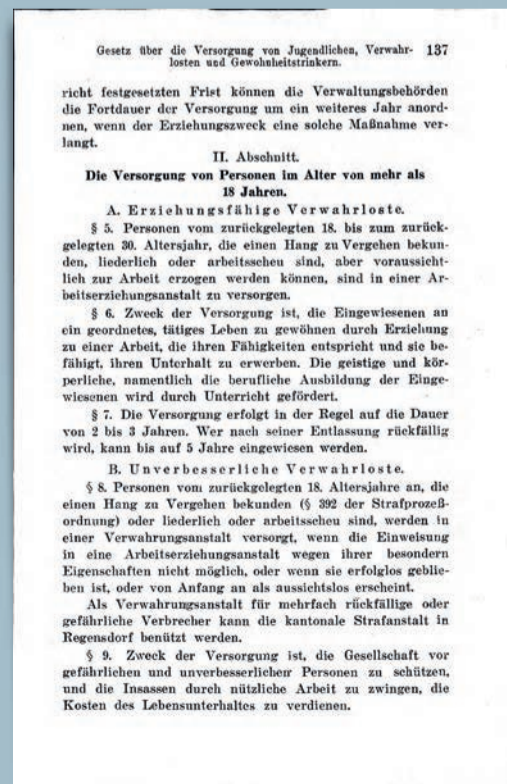 Gesetz über die Versorgung von Jugendlichen, Verwahr- 137
losten und Gewohnheitstrinkern.
richt festgesetzten Frist können die Verwaltungsbehörden
die Fortdauer der Versorgung um ein weiteres Jahr anord-
nen, wenn der Erziehungszweck eine solche Maßnahme ver-
langt.
II. Abschnitt.
Die Versorgung von Personen im Alter von mehr als
18 Jahren.
A. Erziehungsfähige Verwahrloste.
§ 5. Personen vom zurückgelegten 18. bis zum zurück-
gelegten 30. Altersjahr, die einen Hang zu Vergehen bekun-
den, liederlich oder arbeitsscheu sind, aber voraussicht-
lich zur Arbeit erzogen werden können, sind in einer Ar-
beitserziehungsanstalt zu versorgen.
§ 6. Zweck der Versorgung ist, die Eingewiesenen an
ein geordnetes, tätiges Leben zu gewöhnen durch Erziehung
zu einer Arbeit, die ihren Fähigkeiten entspricht und sie be-
fähigt, ihren Unterhalt zu erwerben. Die geistige und kör-
perliche, namentlich die berufliche Ausbildung der Einge-
wiesenen wird durch Unterricht gefördert.
§ 7. Die Versorgung erfolgt in der Regel auf die Dauer
von 2 bis 3 Jahren. Wer nach seiner Entlassung rückfällig
wird, kann bis auf 5 Jahre eingewiesen werden.
B. Unverbesserliche Verwahrloste.
§ 8. Personen vom zurückgelegten 18. Altersjahre an, die
einen Hang zu Vergehen bekunden (§ 392 der Strafprozeß-
ordnung) oder liederlich oder arbeitsscheu sind, werden in
einer Verwahrungsanstalt versorgt, wenn die Einweisung
in eine Arbeitserziehungsanstalt wegen ihrer besondern
Eigenschaften nicht möglich, oder wenn sie erfolglos geblie-
ben ist, oder von Anfang an als aussichtslos erscheint.
Als Verwahrungsanstalt für mehrfach rückfällige oder
gefährliche Verbrecher kann die kantonale Strafanstalt in
Regensdorf benützt werden.
§ 9. Zweck der Versorgung ist, die Gesellschaft vor
gefährlichen und unverbesserlichen Personen zu schützen,
und die Insassen durch nützliche Arbeit zu zwingen, die
Kosten des Lebensunterhaltes zu verdienen.